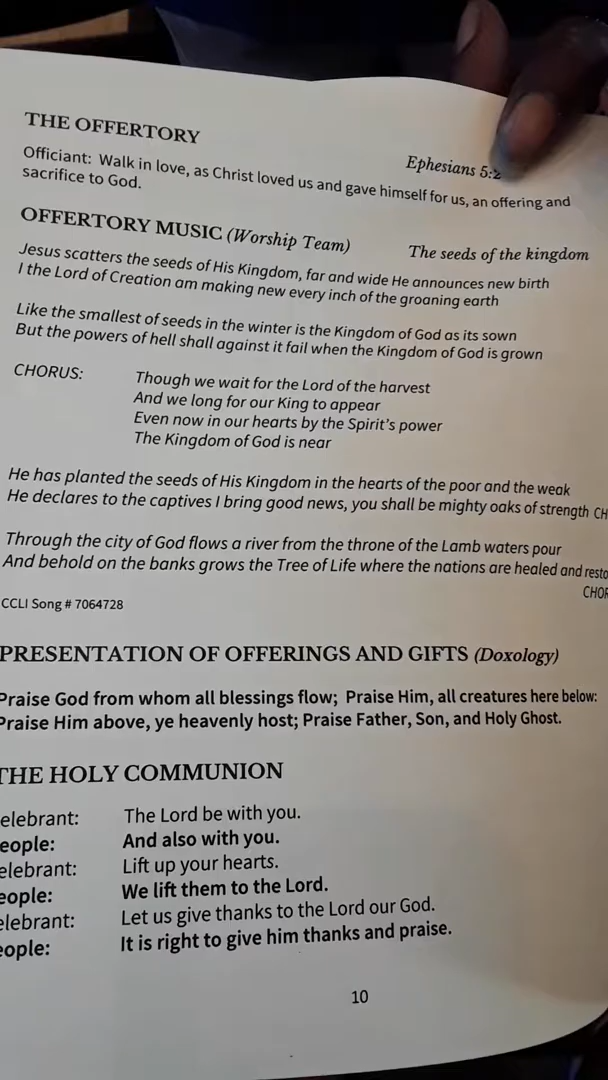 THE OFFERTORY
Ephesians 5:2
Officiant: Walk in love, as Christ loved us and gave himself for us, an offering and
sacrifice to God.
OFFERTORY MUSIC (Worship Team) The seeds of the kingdom
Jesus scatters the seeds of His Kingdom, far and wide He announces new birth
I the Lord of Creation am making new every inch of the groaning earth
Like the smallest of seeds in the winter is the Kingdom of God as its sown
But the powers of hell shall against it fail when the Kingdom of God is grown
CHORUS: Though we wait for the Lord of the harvest
And we long for our King to appear
Even now in our hearts by the Spirit's power
The Kingdom of God is near
He has planted the seeds of His Kingdom in the hearts of the poor and the weak
He declares to the captives I bring good news, you shall be mighty oaks of strength CH
Through the city of God flows a river from the throne of the Lamb waters pour
And behold on the banks grows the Tree of Life where the nations are healed and resto
CHOR
CCLI Song # 7064728
PRESENTATION OF OFFERINGS AND GIFTS (Doxology)
Praise God from whom all blessings flow; Praise Him, all creatures here below:
Praise Him above, ye heavenly host; Praise Father, Son, and Holy Ghost.
THE HOLY COMMUNION
elebrant: The Lord be with you.
eople: And also with you.
elebrant: Lift up your hearts.
eople: We lift them to the Lord.
elebrant: Let us give thanks to the Lord our God.
eople: It is right to give him thanks and praise.
10